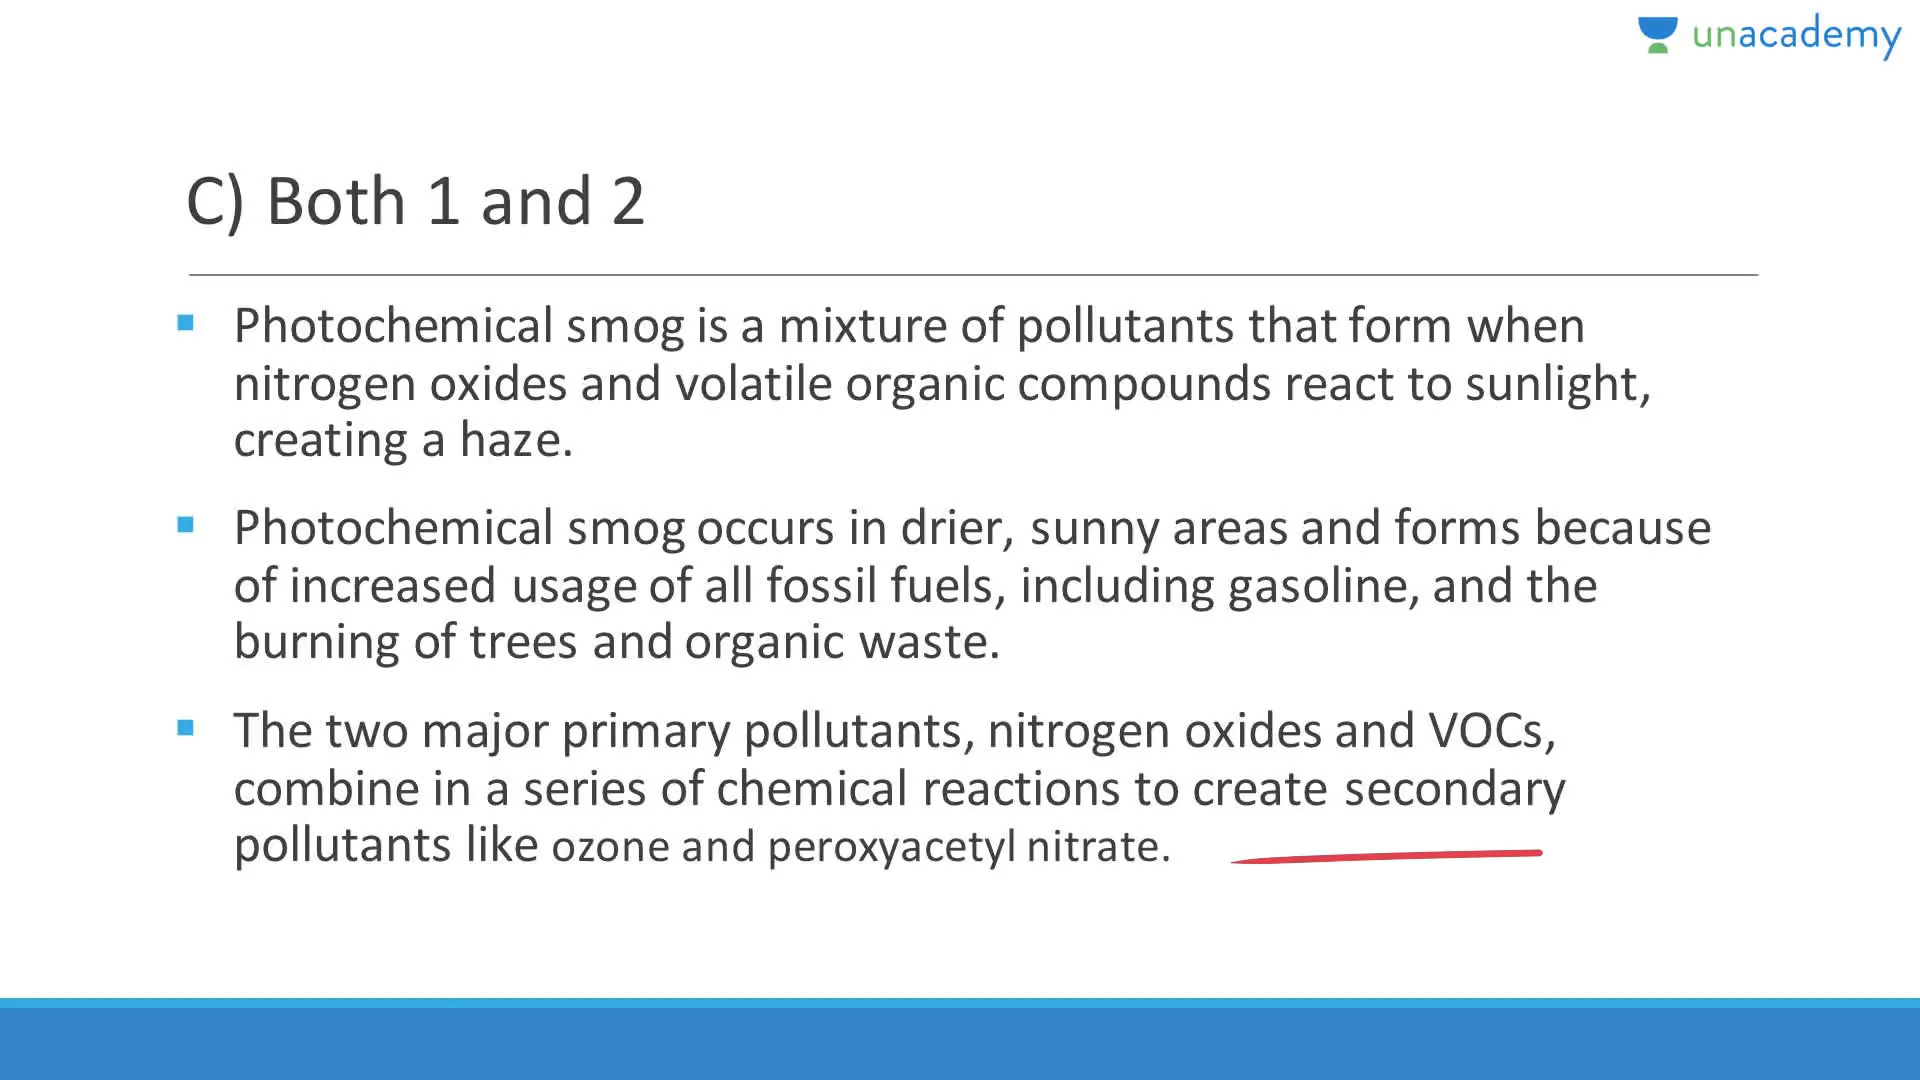 unacademy
C) Both 1 and 2
Photochemical smog is a mixture of pollutants that form when
nitrogen oxides and volatile organic compounds react to sunlight,
creating a haze.
Photochemical smog occurs in drier, sunny areas and forms because
of increased usage of all fossil fuels, including gasoline, and the
burning of trees and organic waste.
The two major primary pollutants, nitrogen oxides and VOCs,
combine in a series of chemical reactions to create secondary
pollutants like ozone and peroxyacetyl nitrate.